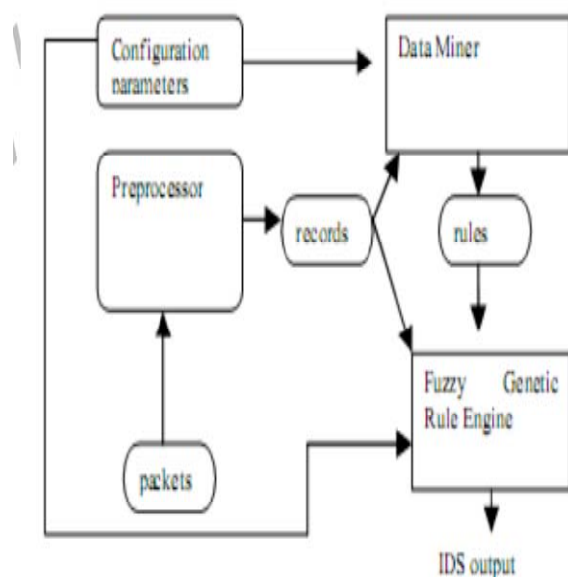 Configuration
parameters
Data Miner
Preprocessor
records
rules
Fuzzy Genetic
Rule Engine
packets
IDS output